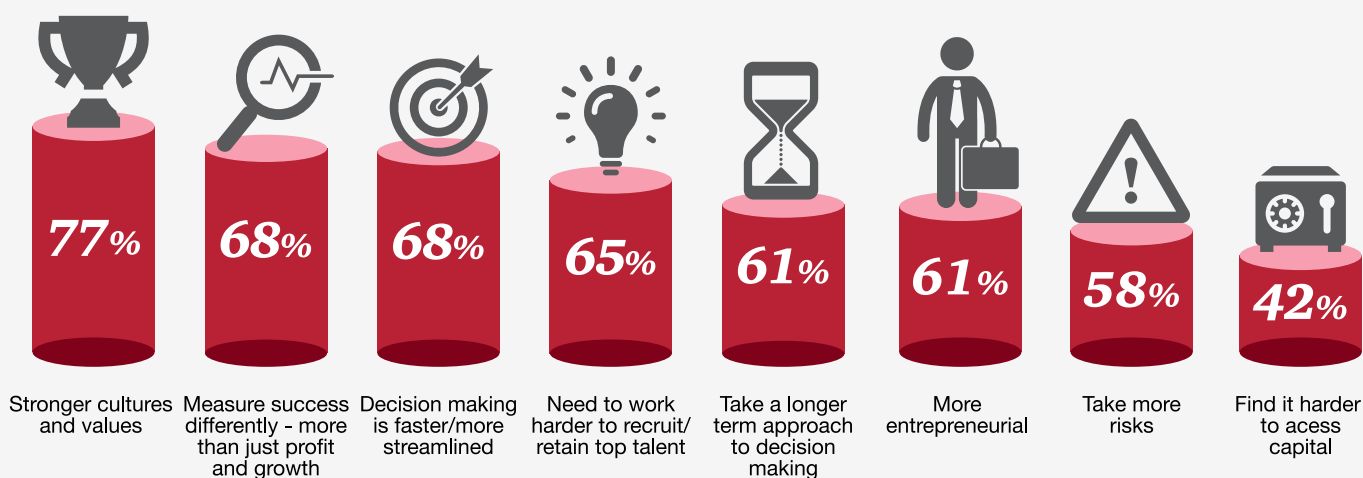 77%
68%
68%
65%
61%
61%
58%
42%
Stronger cultures
and values
Measure success
differently - more
than just profit
and growth
Decision making
is faster/more
streamlined
Need to work
harder to recruit/
retain top talent
Take a longer
term approach
to decision
making
More
entrepreneurial
Take more
risks
Find it harder
to acess
capital